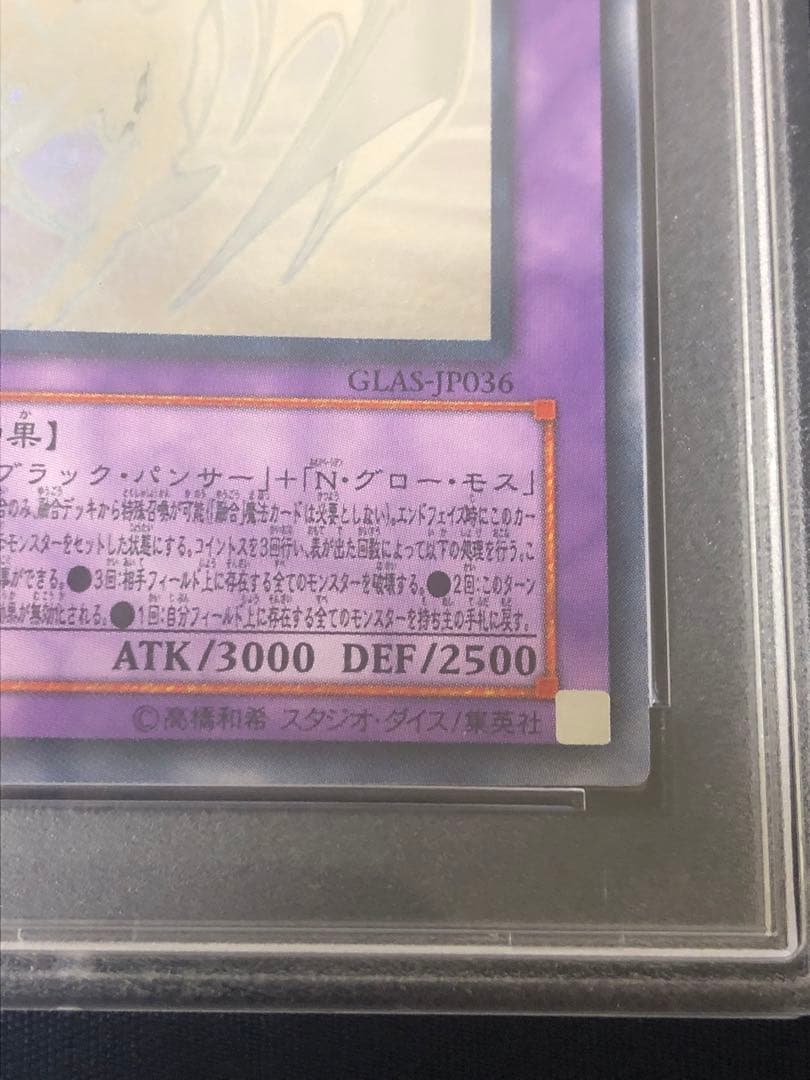 GLAS-JP036
果】
ブラック・パンサー」+「N・グロー・モス」
合のみ、融合デッキから特殊召喚が可能(「融合」魔法カードは必要としない)。エンドフェイズ時にこのカー
モンスターをセットした状態にする。コイントスを3回行い、表が出た回数によって以下の処理を行う。こ
事ができる。●3回:相手フィールド上に存在する全てのモンスターを破壊する。●2回:このターン
効果が無効化される。●1回:自分フィールド上に存在する全てのモンスターを持ち主の手札に戻す。
ATK/3000 DEF/2500
©高橋和希 スタジオ・ダイス/集英社